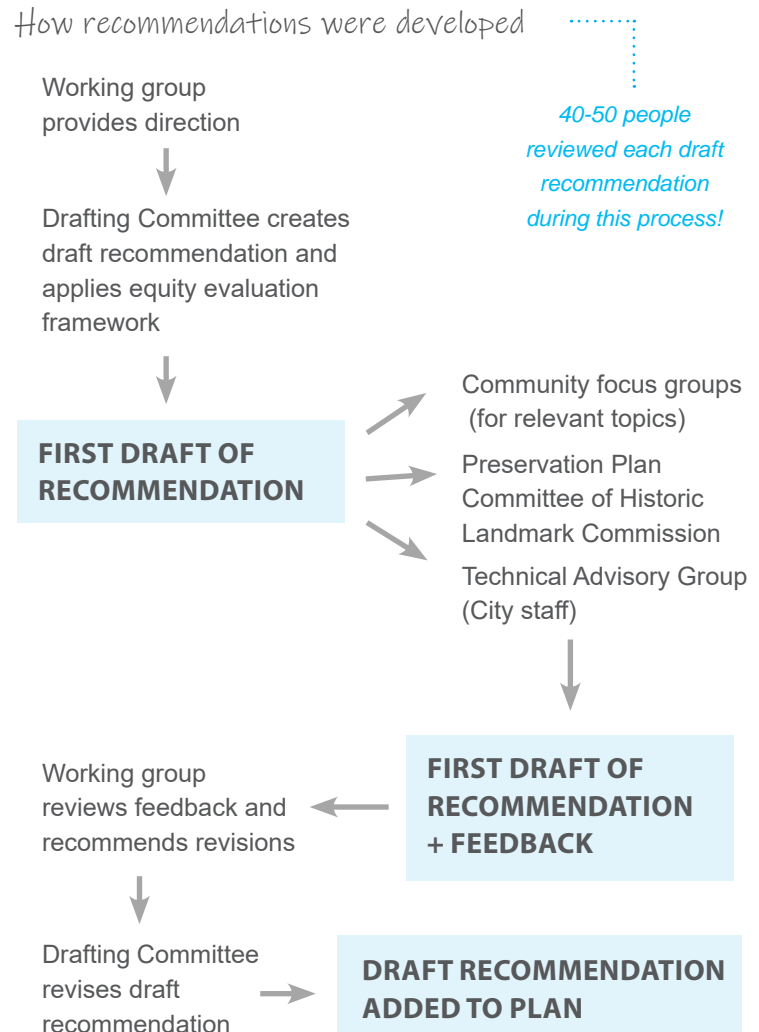 How recommendations were developed
40-50 people
reviewed each draft
recommendation
during this process!
Working group
provides direction
Drafting Committee creates
draft recommendation and
applies equity evaluation
framework
FIRST DRAFT OF
RECOMMENDATION
Community focus groups
(for relevant topics)
Preservation Plan
Committee of Historic
Landmark Commission
Technical Advisory Group
(City staff)
FIRST DRAFT OF
RECOMMENDATION
+ FEEDBACK
Working group
reviews feedback and
recommends revisions
Drafting Committee
revises draft
recommendation
DRAFT RECOMMENDATION
ADDED TO PLAN